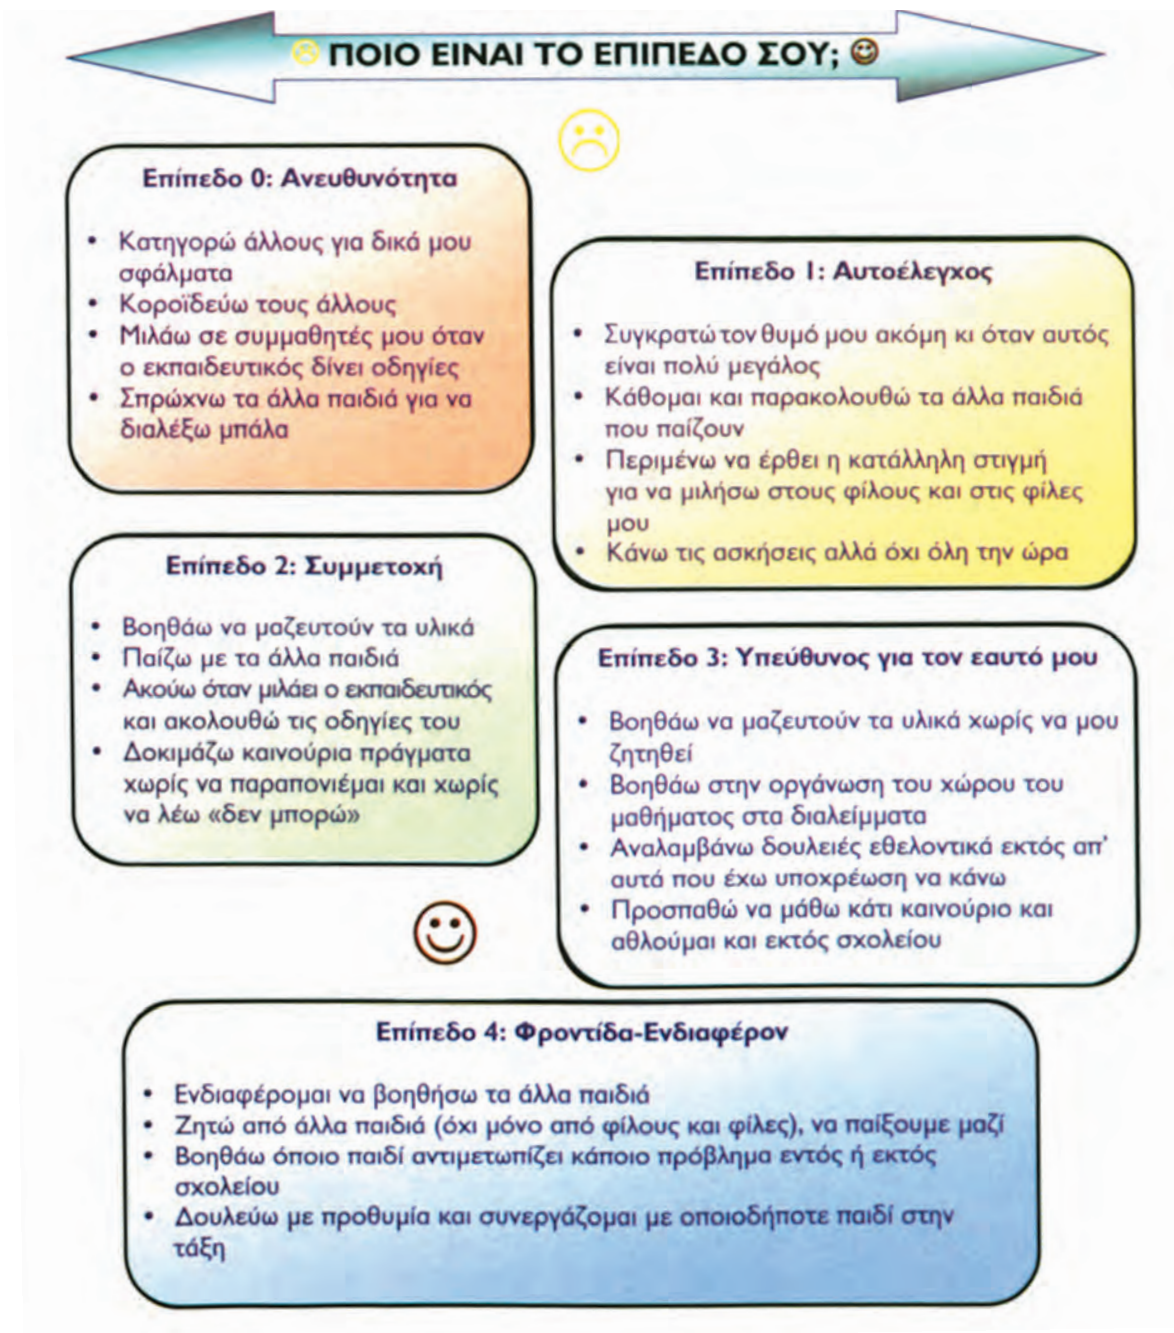 ΠΟΙΟ ΕΙΝΑΙ ΤΟ ΕΠΙΠΕΔΟ ΣΟΥ;
Επίπεδο 0: Ανευθυνότητα
• Κατηγορώ άλλους για δικά μου
σφάλματα
• Κοροϊδεύω τους άλλους
• Μιλάω σε συμμαθητές μου όταν
ο εκπαιδευτικός δίνει οδηγίες
• Σπρώχνω τα άλλα παιδιά για να
διαλέξω μπάλα
Επίπεδο 1: Αυτοέλεγχος
• Συγκρατώ τον θυμό μου ακόμη κι όταν αυτός
είναι πολύ μεγάλος
• Κάθομαι και παρακολουθώ τα άλλα παιδιά
που παίζουν
• Περιμένω να έρθει η κατάλληλη στιγμή
για να μιλήσω στους φίλους και στις φίλες
μου
• Κάνω τις ασκήσεις αλλά όχι όλη την ώρα
Επίπεδο 2: Συμμετοχή
• Βοηθάω να μαζευτούν τα υλικά
• Παίζω με τα άλλα παιδιά
• Ακούω όταν μιλάει ο εκπαιδευτικός
και ακολουθώ τις οδηγίες του
• Δοκιμάζω καινούρια πράγματα
χωρίς να παραπονιέμαι και χωρίς
να λέω «δεν μπορώ»
Επίπεδο 3: Υπεύθυνος για τον εαυτό μου
• Βοηθάω να μαζευτούν τα υλικά χωρίς να μου
ζητηθεί
• Βοηθάω στην οργάνωση του χώρου του
μαθήματος στα διαλείμματα
• Αναλαμβάνω δουλειές εθελοντικά εκτός απ'
αυτά που έχω υποχρέωση να κάνω
• Προσπαθώ να μάθω κάτι καινούριο και
αθλούμαι και εκτός σχολείου
Επίπεδο 4: Φροντίδα-Ενδιαφέρον
• Ενδιαφέρομαι να βοηθήσω τα άλλα παιδιά
• Ζητώ από άλλα παιδιά (όχι μόνο από φίλους και φίλες), να παίξουμε μαζί
• Βοηθάω όποιο παιδί αντιμετωπίζει κάποιο πρόβλημα εντός ή εκτός
σχολείου
• Δουλεύω με προθυμία και συνεργάζομαι με οποιοδήποτε παιδί στην
τάξη